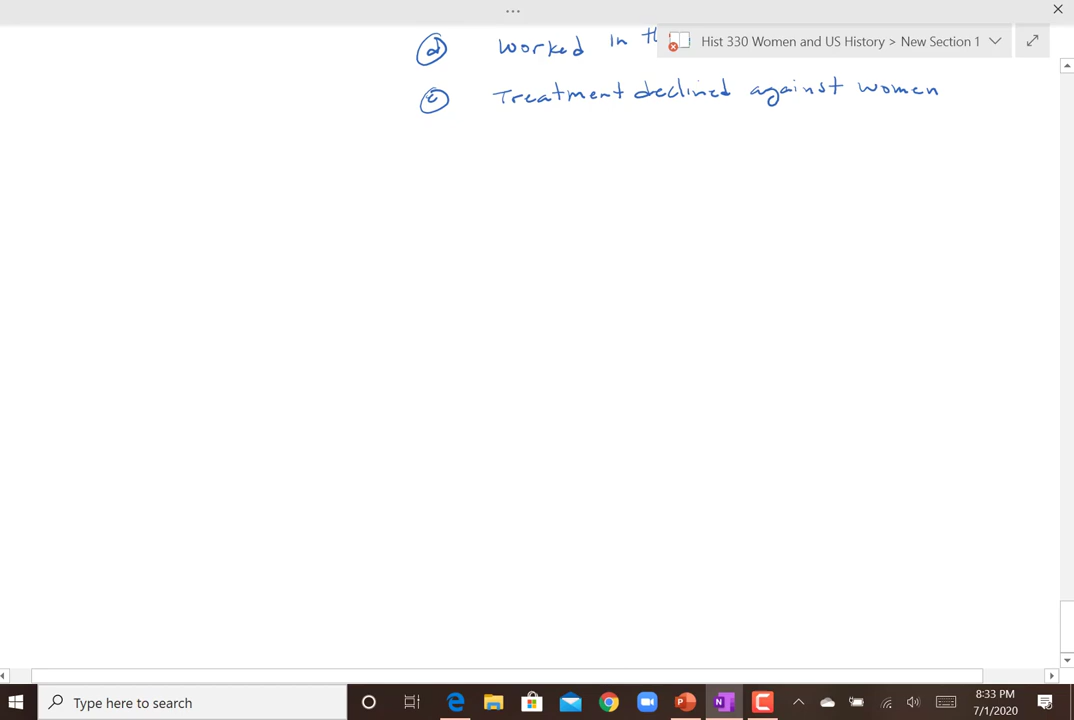 ⓓ worked in th
Hist 330 Women and US History > New Section 1
ⓔ Treatment declined against women
Type here to search
8:33 PM
7/1/2020